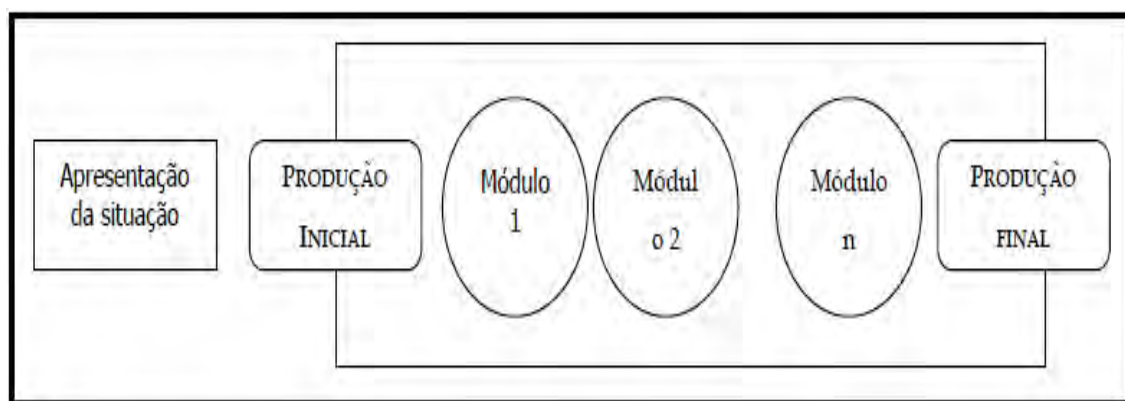 Apresentação
da situação
PRODUÇÃO
INICIAL
Módulo
1
Módul
o 2
Módulo
n
PRODUÇÃO
FINAL